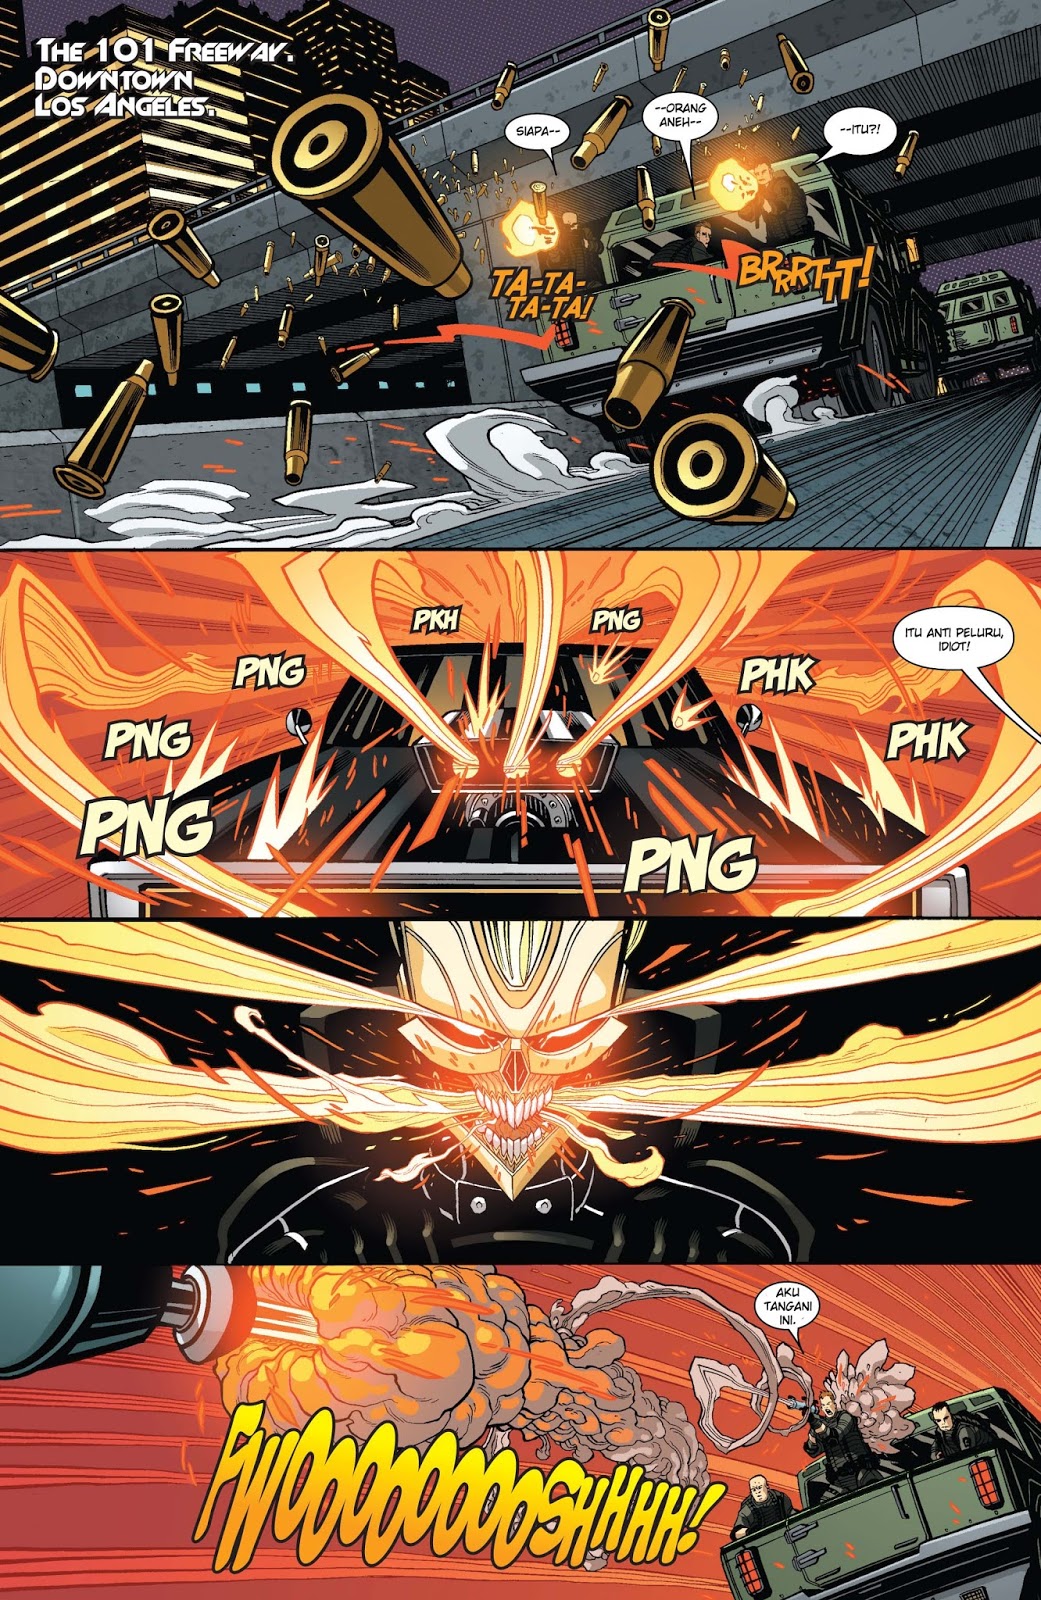 THE 101 FREEWAY.
DOWNTOWN
LOS ANGELES.
SIAPA--
--ORANG
ANEH--
--ITU?!
TA-TA-
TA-TA!
BRRRTTT!
PKH
PNG
PNG
PHK
ITU ANTI PELURU,
IDIOT!
PNG
PHK
PNG
PNG
AKU
TANGANI
INI.
FWOOOOOOOOOSHHHH!